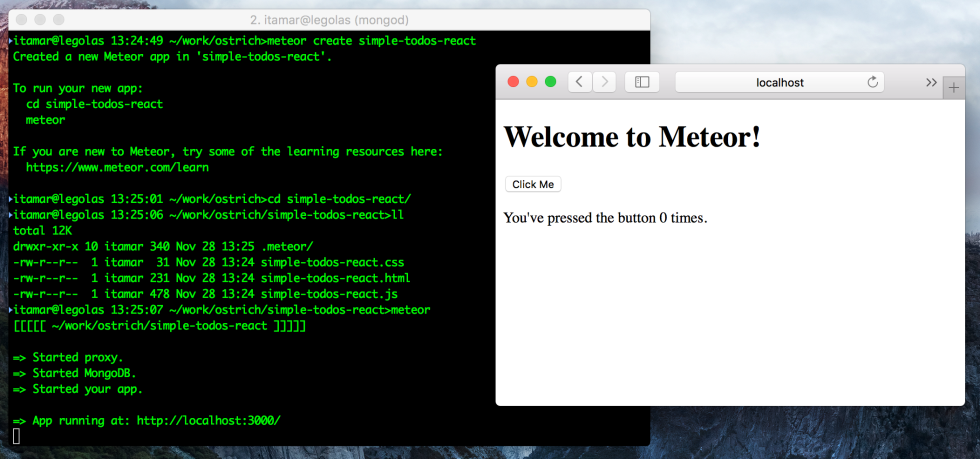 2. itamar@legolas (mongod)
itamar@legolas 13:24:49 ~/work/ostrich>meteor create simple-todos-react
Created a new Meteor app in 'simple-todos-react'.
To run your new app:
cd simple-todos-react
meteor
If you are new to Meteor, try some of the learning resources here:
https://www.meteor.com/learn
itamar@legolas 13:25:01 ~/work/ostrich>cd simple-todos-react/
itamar@legolas 13:25:06 ~/work/ostrich/simple-todos-react>ll
total 12K
drwxr-xr-x 10 itamar 340 Nov 28 13:25 .meteor/
-rw-r--r--  1 itamar  31 Nov 28 13:24 simple-todos-react.css
-rw-r--r--  1 itamar 231 Nov 28 13:24 simple-todos-react.html
-rw-r--r--  1 itamar 478 Nov 28 13:24 simple-todos-react.js
itamar@legolas 13:25:07 ~/work/ostrich/simple-todos-react>meteor
[[[[[ ~/work/ostrich/simple-todos-react ]]]]]
=> Started proxy.
=> Started MongoDB.
=> Started your app.
=> App running at: http://localhost:3000/
localhost
Welcome to Meteor!
Click Me
You've pressed the button 0 times.